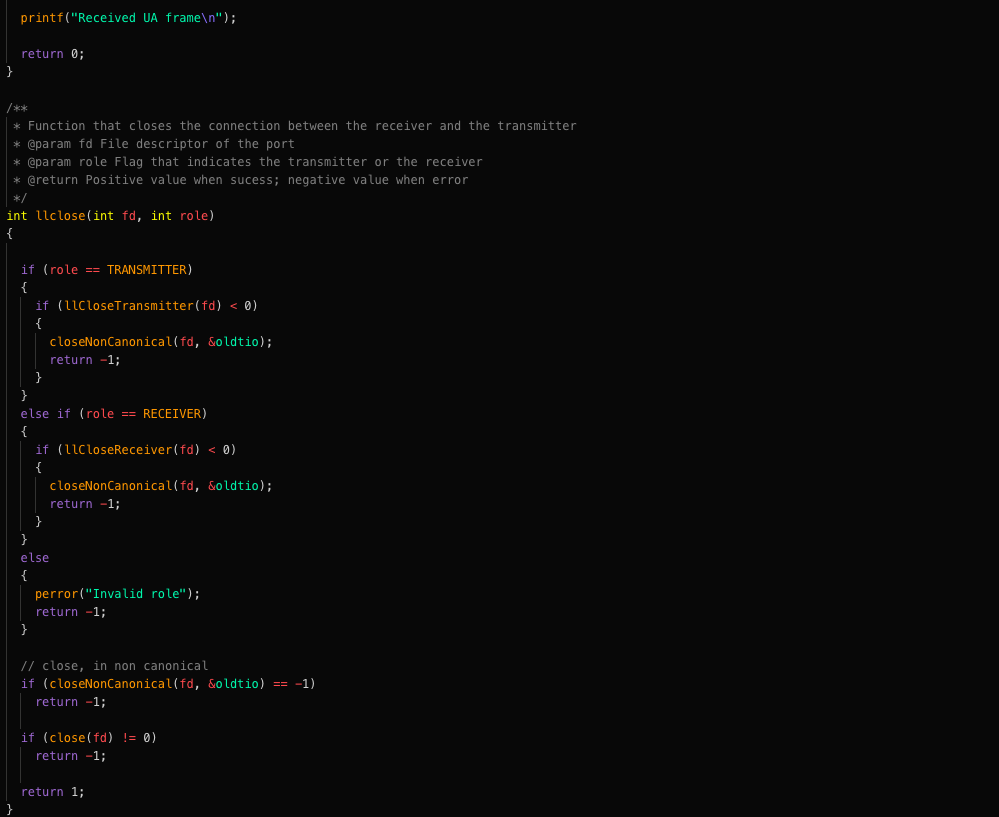 printf("Received UA frame\n");
return 0;
}
/**
* Function that closes the connection between the receiver and the transmitter
* @param fd File descriptor of the port
* @param role Flag that indicates the transmitter or the receiver
* @return Positive value when sucess; negative value when error
*/
int llclose(int fd, int role)
{
if (role == TRANSMITTER)
{
if (llCloseTransmitter(fd) < 0)
{
closeNonCanonical(fd, &oldtio);
return -1;
}
}
else if (role == RECEIVER)
{
if (llCloseReceiver(fd) < 0)
{
closeNonCanonical(fd, &oldtio);
return -1;
}
}
else
{
perror("Invalid role");
return -1;
}
// close, in non canonical
if (closeNonCanonical(fd, &oldtio) == -1)
return -1;
if (close(fd) != 0)
return -1;
return 1;
}